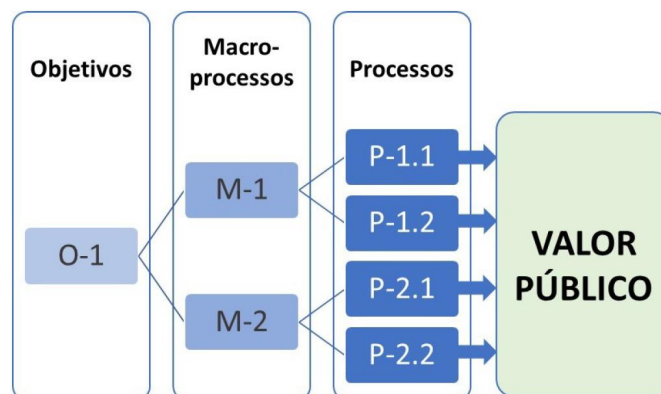 Objetivos
Macro-
processos
Processos
O-1
M-1
M-2
P-1.1
P-1.2
P-2.1
P-2.2
VALOR
PÚBLICO